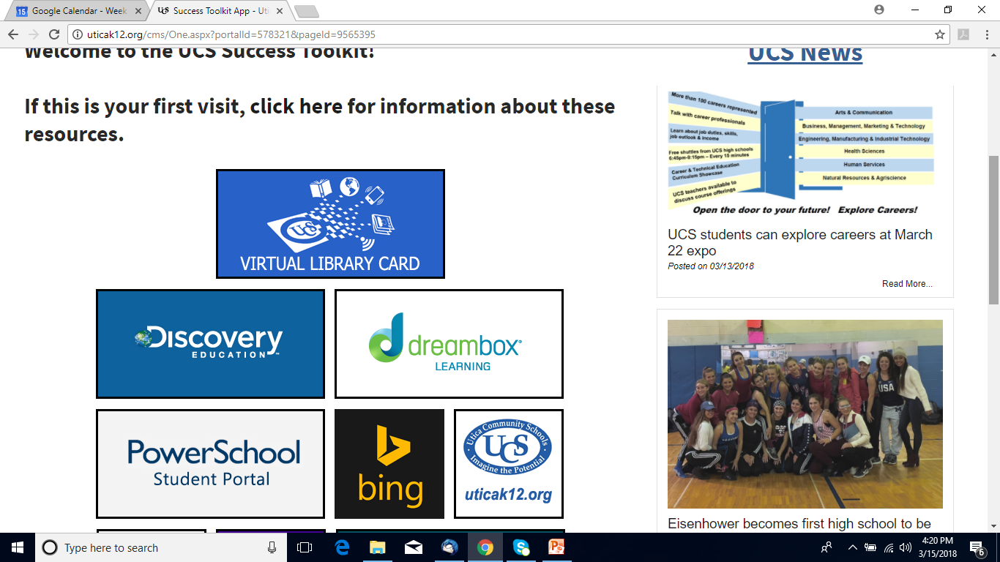 Google Calendar - Week
Success Toolkit App - Uti
uticak12.org/cms/One.aspx?portalId=578321&pageId=9565395
Welcome to the UCS Success Toolkit!
If this is your first visit, click here for information about these
resources.
UCS
VIRTUAL LIBRARY CARD
DISCOVERY
EDUCATION™
dreambox
LEARNING
PowerSchool
Student Portal
bing
Utica Community Schools
UCS
Imagine the Potential
uticak12.org
UCS News
More than 100 careers represented
Talk with career professionals
Learn about job duties, skills,
job outlook & income
Free shuttles from UCS high schools
6:45pm-9:15pm – Every 15 minutes
Career & Technical Education
Curriculum Showcase
UCS teachers available to
discuss course offerings
Arts & Communication
Business, Management, Marketing & Technology
Engineering, Manufacturing & Industrial Technology
Health Sciences
Human Services
Natural Resources & Agriscience
Open the door to your future! Explore Careers!
UCS students can explore careers at March
22 expo
Posted on 03/13/2018
Read More...
USA
Eisenhower becomes first high school to be
Type here to search
4:20 PM
3/15/2018
6